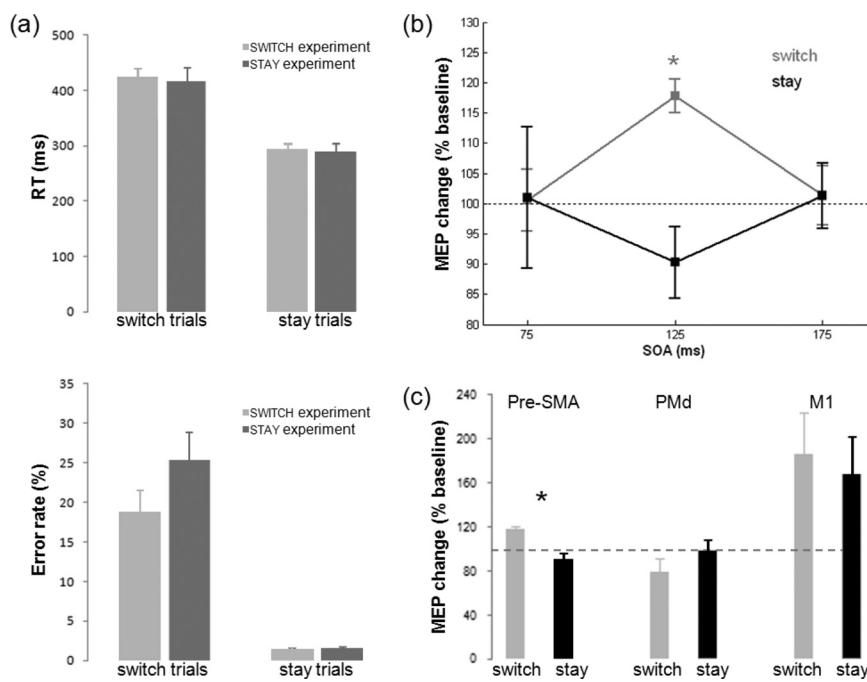 (a)
500
400
300
200
100
0
RT (ms)
SWITCH experiment
STAY experiment
switch trials
stay trials
35
30
25
20
15
10
5
0
Error rate (%)
SWITCH experiment
STAY experiment
switch trials
stay trials
(b)
130
125
120
115
110
105
100
95
90
85
80
MEP change (% baseline)
*
switch
stay
75
125
175
SOA (ms)
(c)
240
200
160
120
80
40
0
MEP change (% baseline)
Pre-SMA
PMd
M1
*
switch
stay
switch
stay
switch
stay